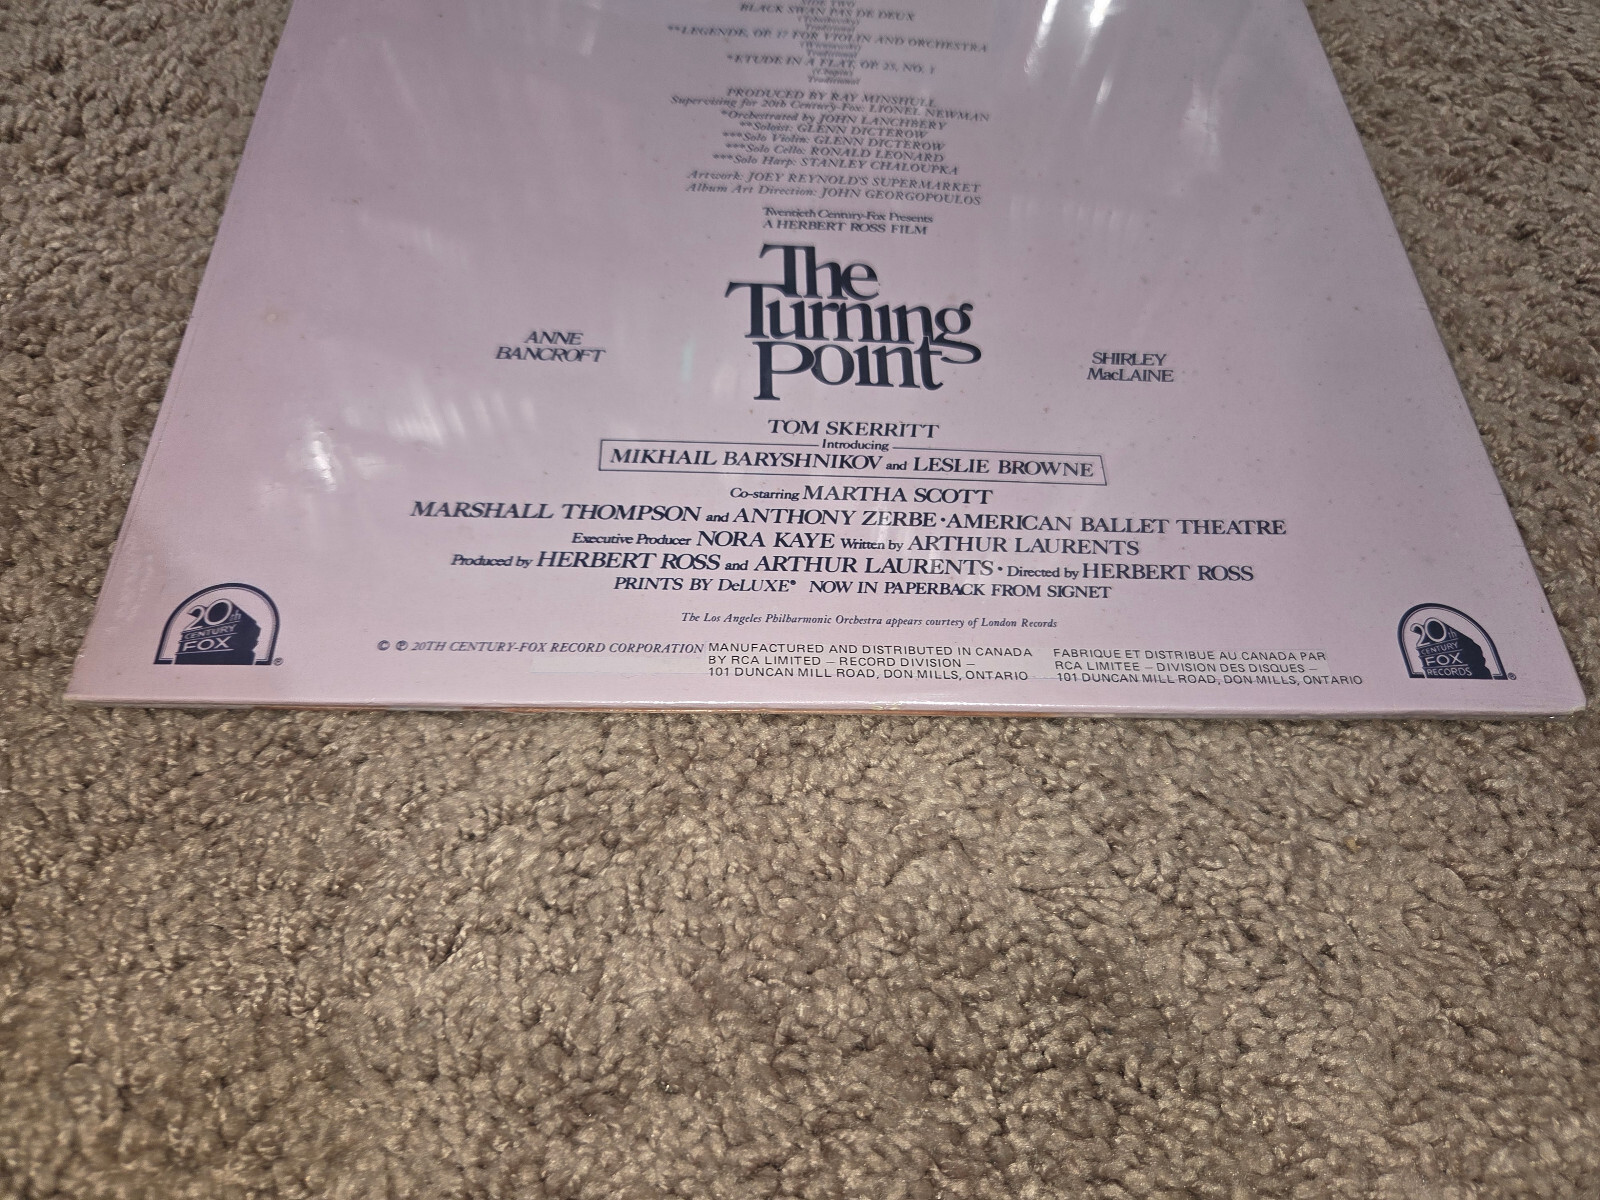 SIDE TWO
BLACK SWAN PAS DE DEUX
(Tchaikovsky)
Traditional
**LEGENDE, OP. 17 FOR VIOLIN AND ORCHESTRA
(Wieniawski)
Traditional
*ETUDE IN A FLAT, OP. 25, NO. 1
(Chopin)
Traditional
PRODUCED BY RAY MINSHULL
Supervising for 20th Century-Fox: LIONEL NEWMAN
*Orchestrated by JOHN LANCHBERY
**Soloist: GLENN DICTEROW
***Solo Violin: GLENN DICTEROW
***Solo Cello: RONALD LEONARD
***Solo Harp: STANLEY CHALOUPKA
Artwork: JOEY REYNOLD'S SUPERMARKET
Album Art Direction: JOHN GEORGOPOULOS
Twentieth Century-Fox Presents
A HERBERT ROSS FILM
The
Turning
Point
ANNE
BANCROFT
SHIRLEY
MacLAINE
TOM SKERRITT
Introducing
MIKHAIL BARYSHNIKOV and LESLIE BROWNE
Co-starring MARTHA SCOTT
MARSHALL THOMPSON and ANTHONY ZERBE • AMERICAN BALLET THEATRE
Executive Producer NORA KAYE Written by ARTHUR LAURENTS
Produced by HERBERT ROSS and ARTHUR LAURENTS • Directed by HERBERT ROSS
PRINTS BY DeLUXE® NOW IN PAPERBACK FROM SIGNET
The Los Angeles Philharmonic Orchestra appears courtesy of London Records
20th
CENTURY
FOX
®
© ℗ 20TH CENTURY-FOX RECORD CORPORATION
MANUFACTURED AND DISTRIBUTED IN CANADA
BY RCA LIMITED – RECORD DIVISION –
101 DUNCAN MILL ROAD, DON MILLS, ONTARIO
FABRIQUE ET DISTRIBUE AU CANADA PAR
RCA LIMITEE – DIVISION DES DISQUES –
101 DUNCAN MILL ROAD, DON MILLS, ONTARIO
20th
CENTURY
FOX
RECORDS
®